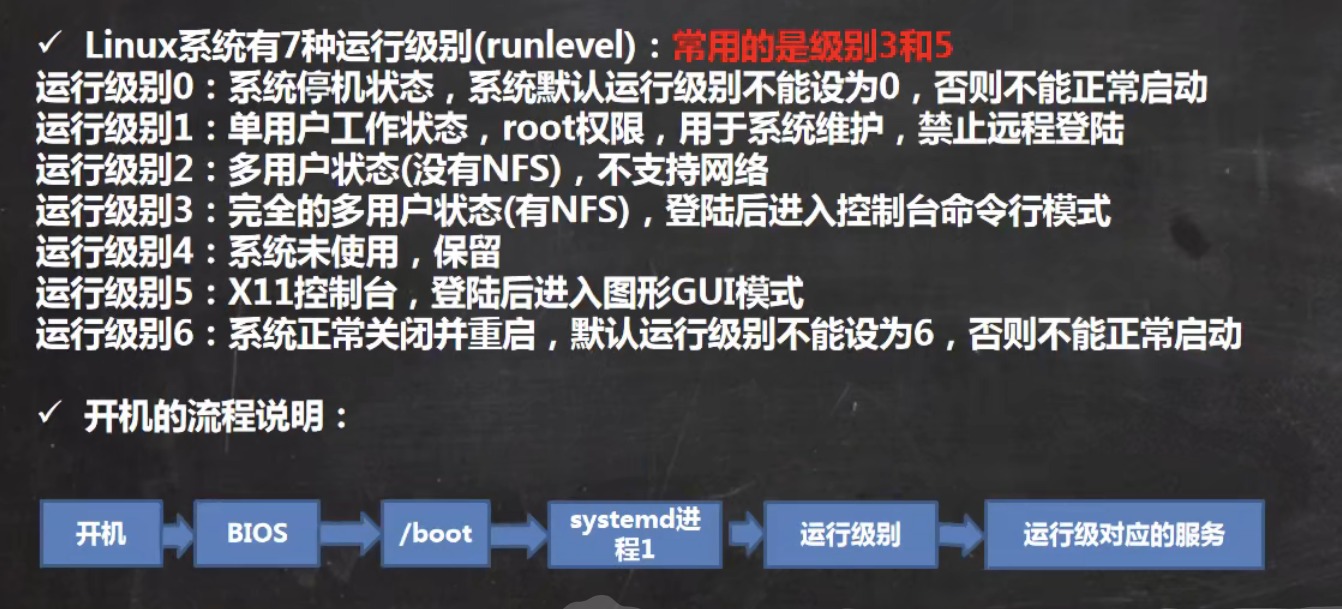 ✓ Linux系统有7种运行级别(runlevel)：常用的是级别3和5
运行级别0：系统停机状态，系统默认运行级别不能设为0，否则不能正常启动
运行级别1：单用户工作状态，root权限，用于系统维护，禁止远程登陆
运行级别2：多用户状态(没有NFS)，不支持网络
运行级别3：完全的多用户状态(有NFS)，登陆后进入控制台命令行模式
运行级别4：系统未使用，保留
运行级别5：X11控制台，登陆后进入图形GUI模式
运行级别6：系统正常关闭并重启，默认运行级别不能设为6，否则不能正常启动
✓ 开机的流程说明：
开机
BIOS
/boot
systemd进
程1
运行级别
运行级对应的服务